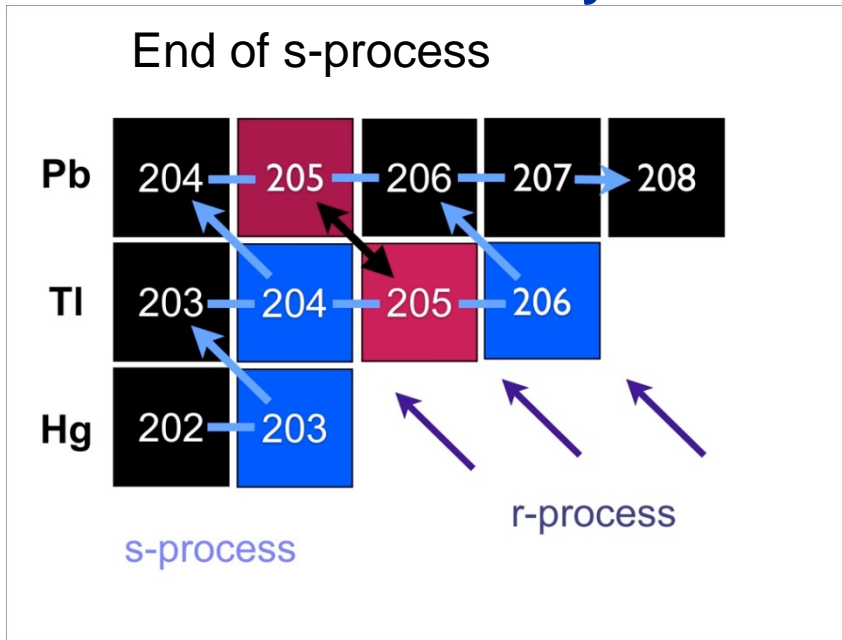 End of s-process
Pb 204 205 206 207 208
Tl 203 204 205 206
Hg 202 203
r-process
s-process